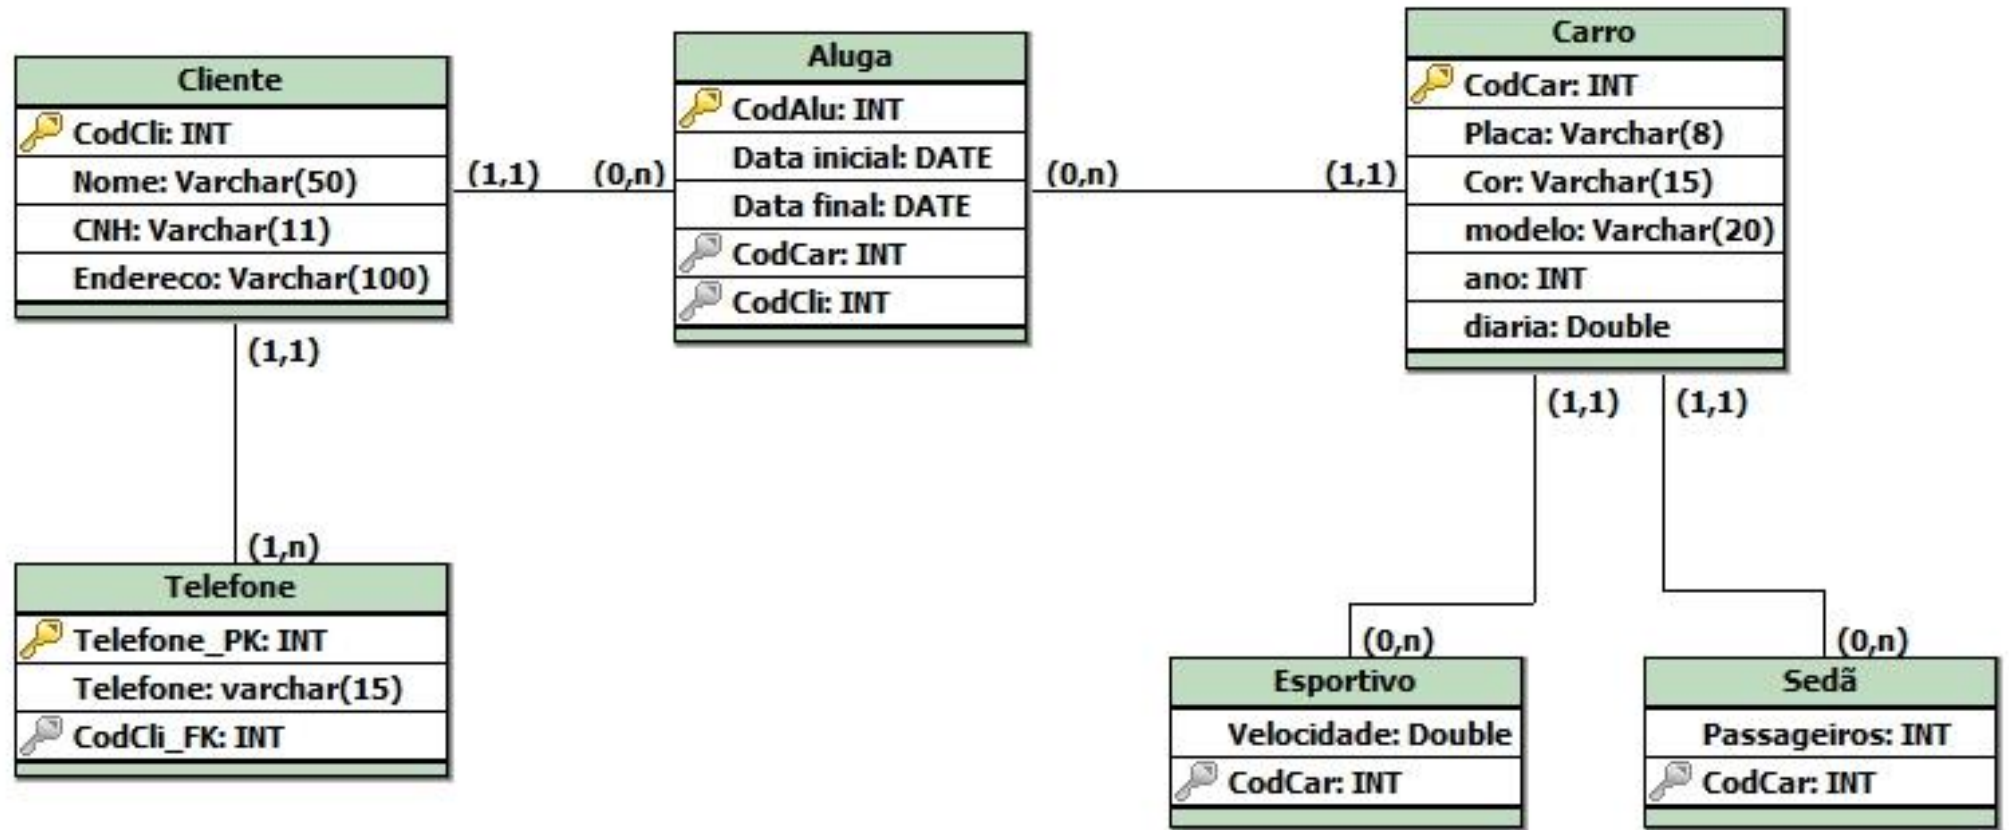 Cliente
CodCli: INT
Nome: Varchar(50)
CNH: Varchar(11)
Endereco: Varchar(100)
(1,1)
(0,n)
Aluga
CodAlu: INT
Data inicial: DATE
Data final: DATE
CodCar: INT
CodCli: INT
(0,n)
(1,1)
Carro
CodCar: INT
Placa: Varchar(8)
Cor: Varchar(15)
modelo: Varchar(20)
ano: INT
diaria: Double
(1,1)
(1,n)
Telefone
Telefone_PK: INT
Telefone: varchar(15)
CodCli_FK: INT
(1,1)
(1,1)
(0,n)
Esportivo
Velocidade: Double
CodCar: INT
(0,n)
Sedã
Passageiros: INT
CodCar: INT